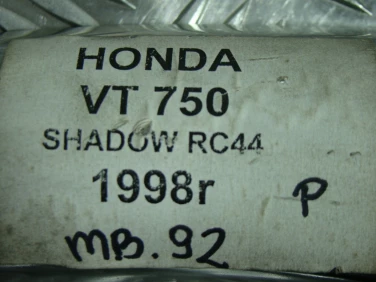 HONDA
VT 750
SHADOW RC44
1998r P
MB.92